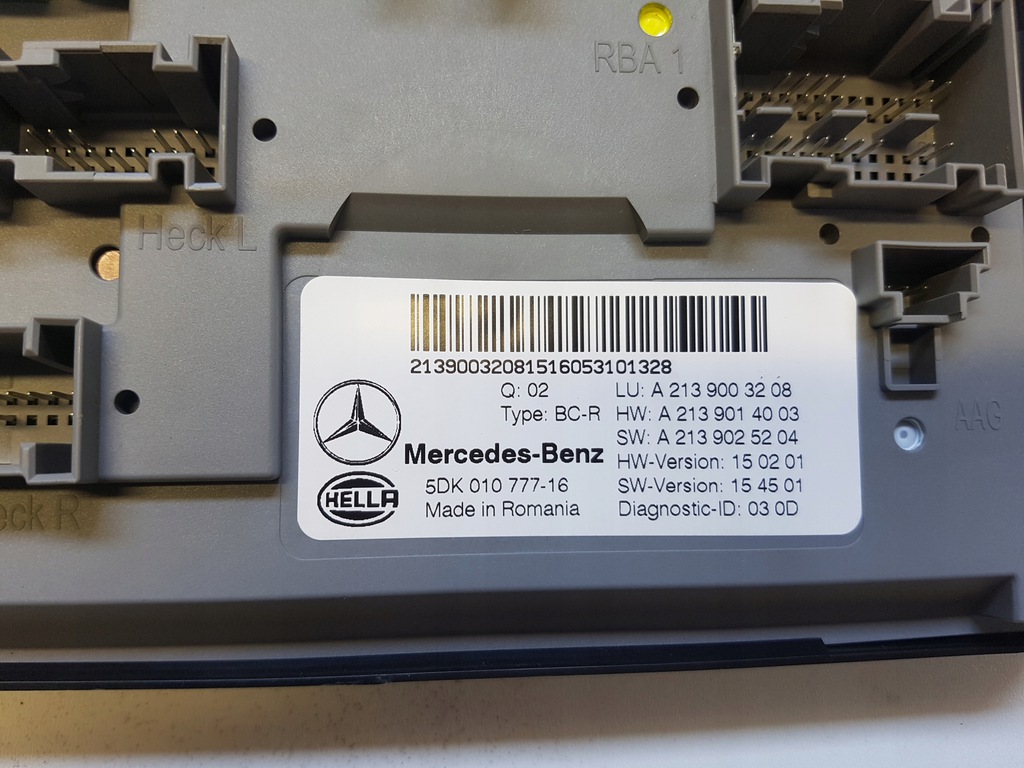 RBA 1
Heck L
21390032081516053101328
Q: 02
LU: A 213 900 32 08
Type: BC-R
HW: A 213 901 40 03
SW: A 213 902 52 04
Mercedes-Benz
HW-Version: 15 02 01
HELLA
5DK 010 777-16
SW-Version: 15 45 01
Made in Romania
Diagnostic-ID: 03 0D
AAG
eck R